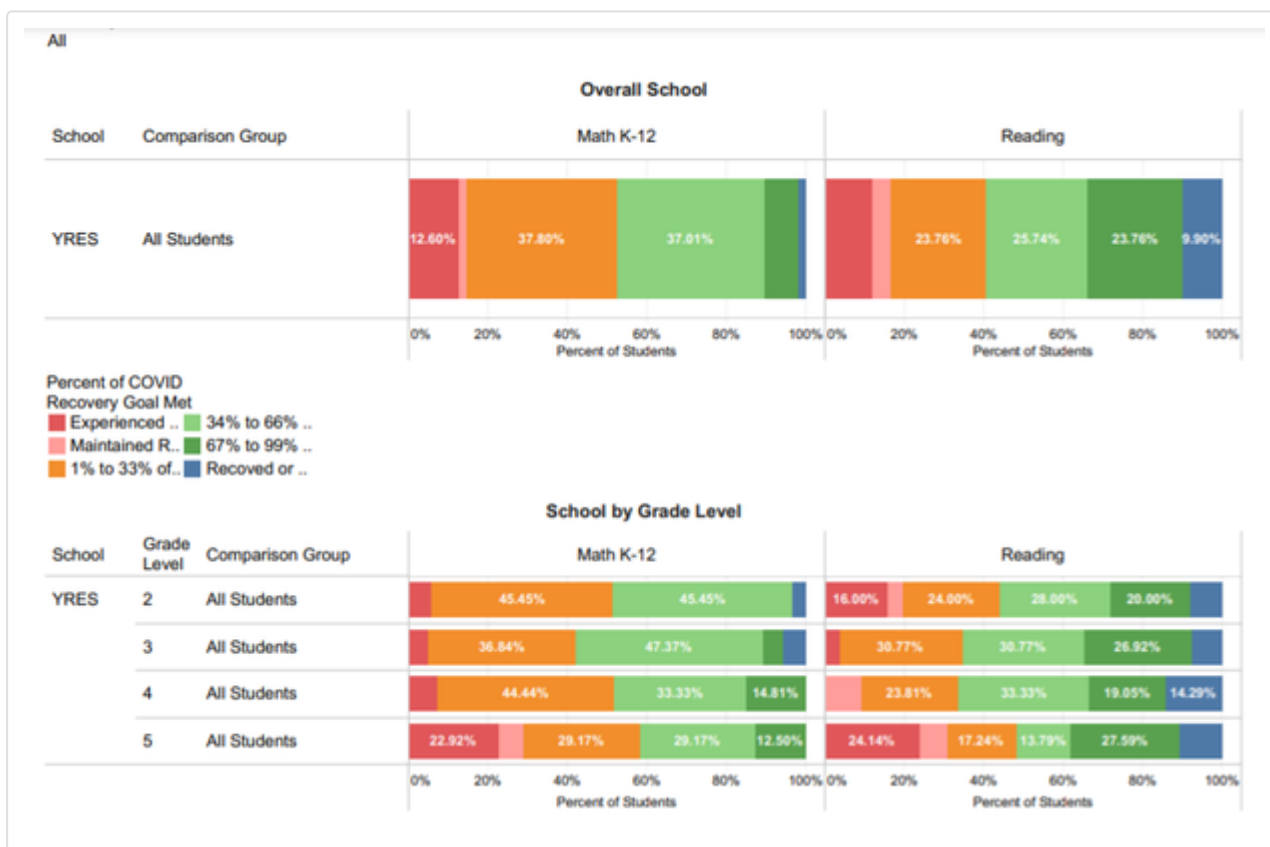 All
Overall School
School Comparison Group Math K-12 Reading
YRES All Students 12.60% 37.80% 37.01% 23.76% 25.74% 23.76% 9.90%
0% 20% 40% 60% 80% 100% 0% 20% 40% 60% 80% 100%
Percent of Students Percent of Students
Percent of COVID
Recovery Goal Met
Experienced .. 34% to 66% ..
Maintained R.. 67% to 99% ..
1% to 33% of.. Recoved or ..
School by Grade Level
School Grade Level Comparison Group Math K-12 Reading
YRES 2 All Students 45.45% 45.45% 16.00% 24.00% 28.00% 20.00%
3 All Students 36.84% 47.37% 30.77% 30.77% 26.92%
4 All Students 44.44% 33.33% 14.81% 23.81% 33.33% 19.05% 14.29%
5 All Students 22.92% 29.17% 29.17% 12.50% 24.14% 17.24% 13.79% 27.59%
0% 20% 40% 60% 80% 100% 0% 20% 40% 60% 80% 100%
Percent of Students Percent of Students